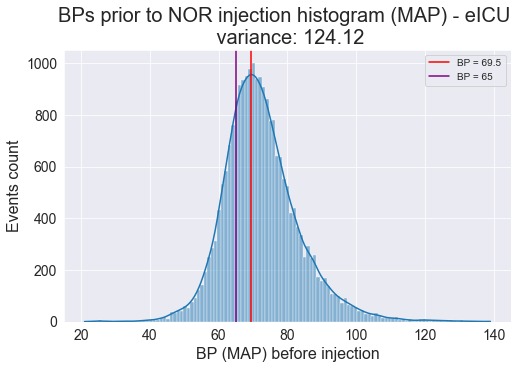 BPs prior to NOR injection histogram (MAP) - eICU
variance: 124.12
BP = 69.5
BP = 65
1000
800
600
400
200
0
Events count
20 40 60 80 100 120 140
BP (MAP) before injection